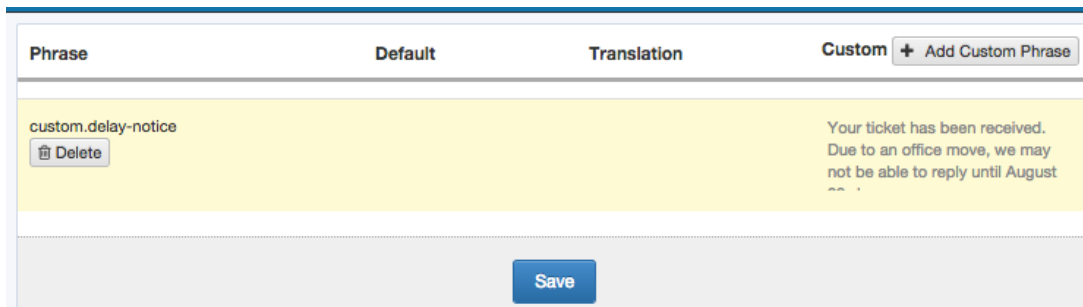 Phrase Default Translation Custom + Add Custom Phrase
custom.delay-notice
Delete
Your ticket has been received.
Due to an office move, we may
not be able to reply until August
Save